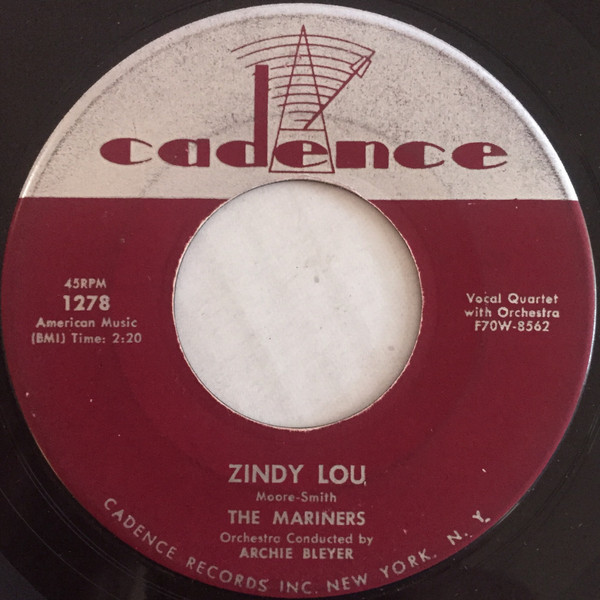 cadence
45RPM
1278
American Music
(BMI) Time: 2:20
Vocal Quartet
with Orchestra
F70W-8562
ZINDY LOU
Moore-Smith
THE MARINERS
Orchestra Conducted by
ARCHIE BLEYER
CADENCE RECORDS INC. NEW YORK, N. Y.